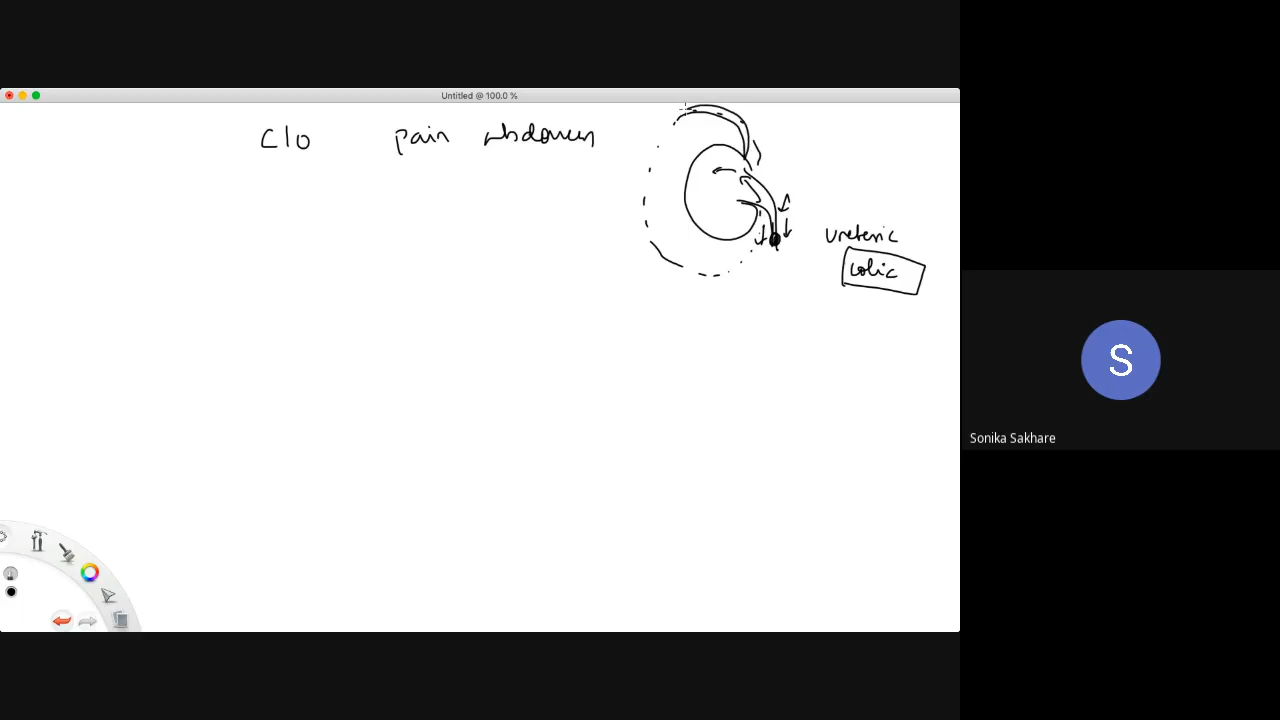 Untitled @ 100.0 %
C/O pain abdomen
Ureteric
colic
S
Sonika Sakhare